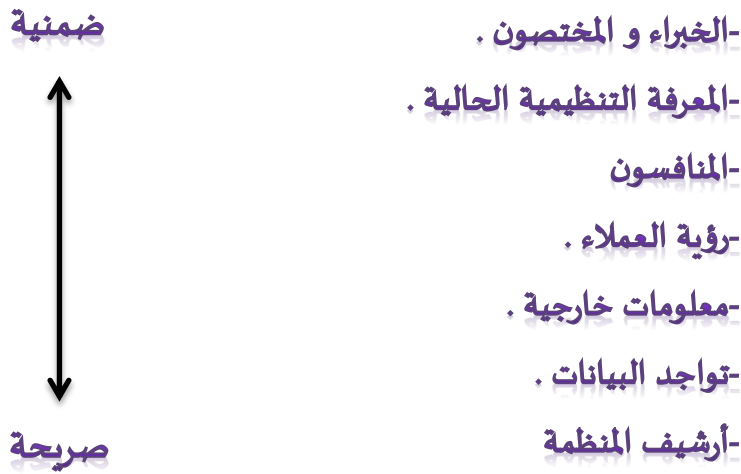 -الخبراء و المختصون .
ضمنية
-المعرفة التنظيمية الحالية .
-المنافسون
-رؤية العملاء .
-معلومات خارجية .
-تواجد البيانات .
-أرشيف المنظمة
صريحة